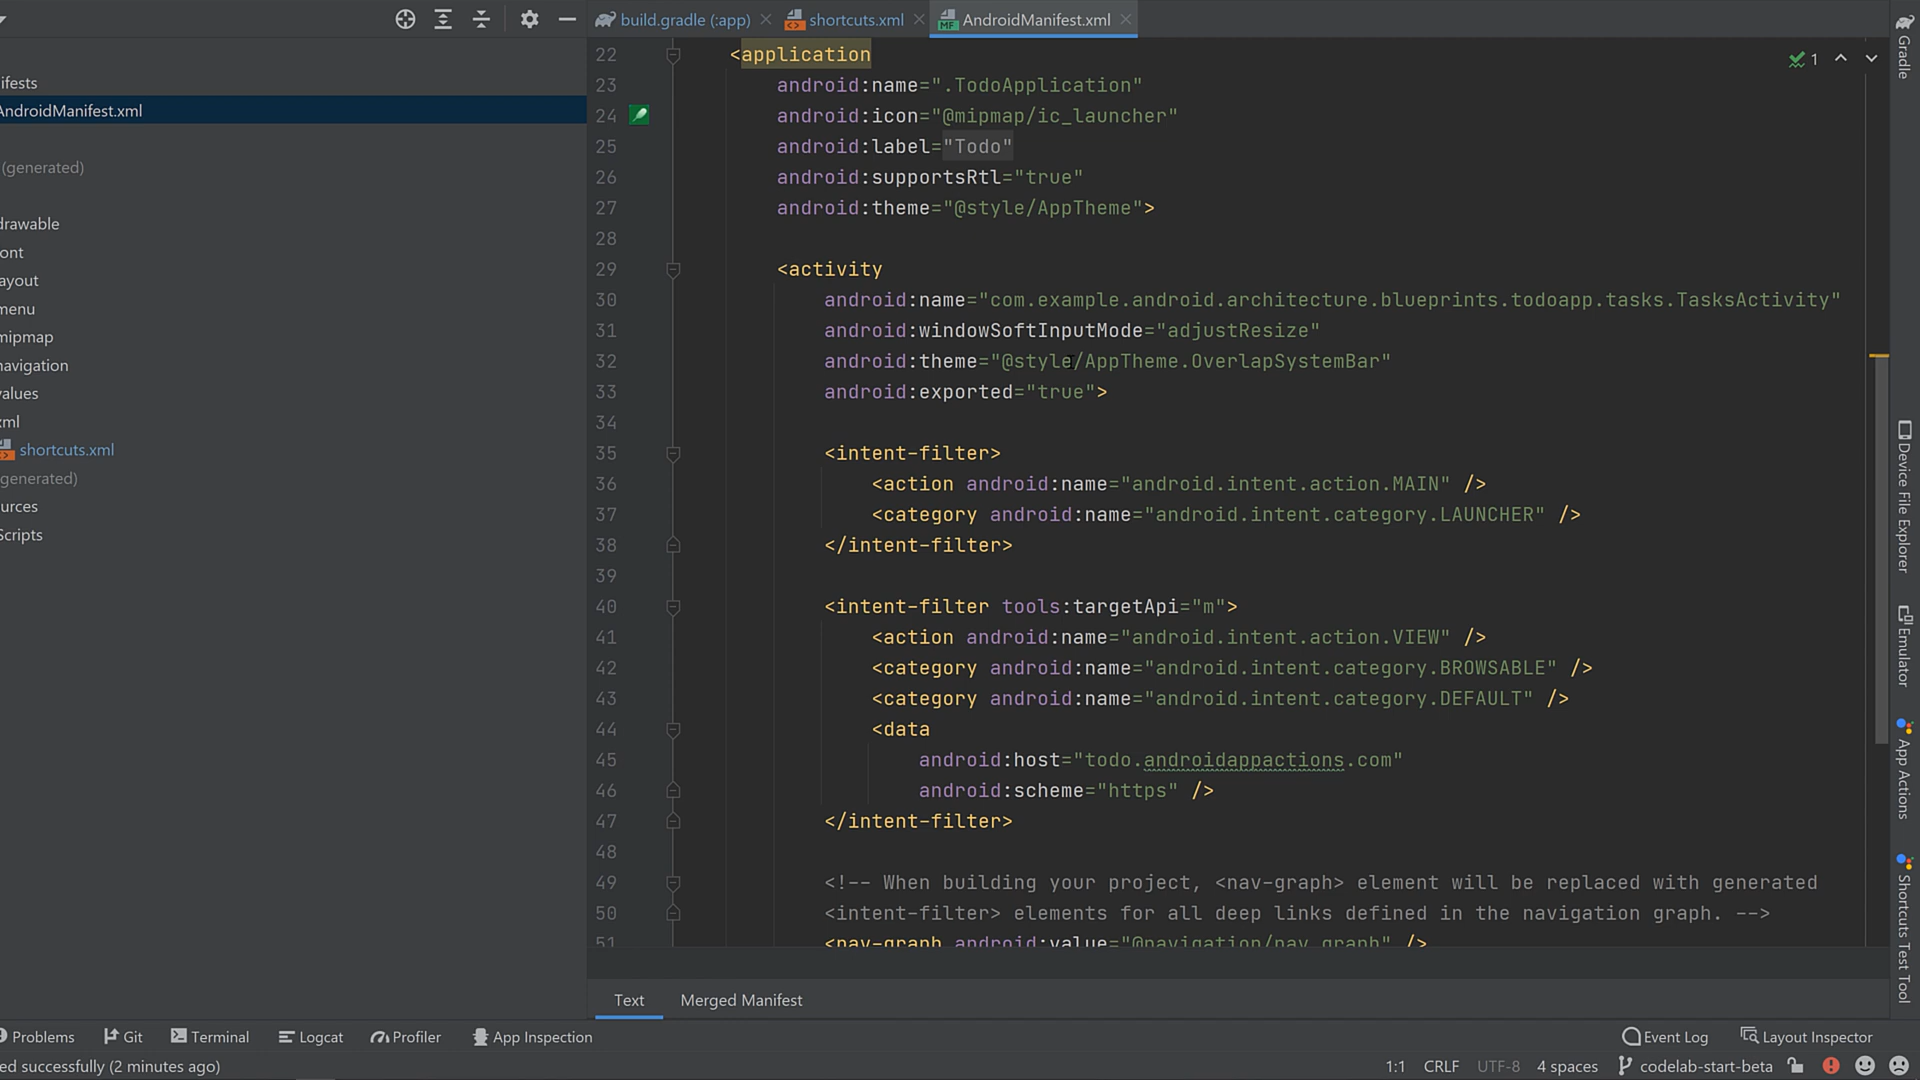 build.gradle (:app)
shortcuts.xml
AndroidManifest.xml
ifests
AndroidManifest.xml
(generated)
drawable
ont
ayout
menu
mipmap
navigation
values
xml
shortcuts.xml
generated)
urces
Scripts
22 <application
23 android:name=".TodoApplication"
24 android:icon="@mipmap/ic_launcher"
25 android:label="Todo"
26 android:supportsRtl="true"
27 android:theme="@style/AppTheme">
28
29 <activity
30 android:name="com.example.android.architecture.blueprints.todoapp.tasks.TasksActivity"
31 android:windowSoftInputMode="adjustResize"
32 android:theme="@style/AppTheme.OverlapSystemBar"
33 android:exported="true">
34
35 <intent-filter>
36 <action android:name="android.intent.action.MAIN" />
37 <category android:name="android.intent.category.LAUNCHER" />
38 </intent-filter>
39
40 <intent-filter tools:targetApi="m">
41 <action android:name="android.intent.action.VIEW" />
42 <category android:name="android.intent.category.BROWSABLE" />
43 <category android:name="android.intent.category.DEFAULT" />
44 <data
45 android:host="todo.androidappactions.com"
46 android:scheme="https" />
47 </intent-filter>
48
49 <!-- When building your project, <nav-graph> element will be replaced with generated
50 <intent-filter> elements for all deep links defined in the navigation graph. -->
51 <nav-graph android:value="@navigation/nav_graph" />
1
Gradle
Device File Explorer
Emulator
App Actions
Shortcuts Test Tool
Text Merged Manifest
Problems Git Terminal Logcat Profiler App Inspection Event Log Layout Inspector
ed successfully (2 minutes ago) 1:1 CRLF UTF-8 4 spaces codelab-start-beta